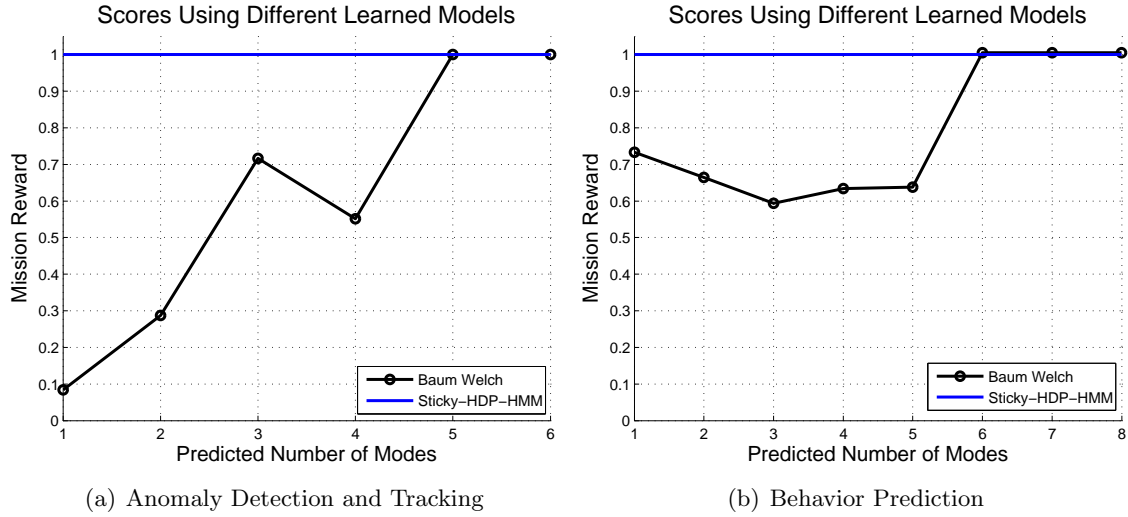 Scores Using Different Learned Models
1
0.9
0.8
0.7
0.6
0.5
0.4
0.3
0.2
0.1
0
Mission Reward
1 2 3 4 5 6
Predicted Number of Modes
Baum Welch
Sticky−HDP−HMM
(a) Anomaly Detection and Tracking
Scores Using Different Learned Models
1
0.9
0.8
0.7
0.6
0.5
0.4
0.3
0.2
0.1
0
Mission Reward
1 2 3 4 5 6 7 8
Predicted Number of Modes
Baum Welch
Sticky−HDP−HMM
(b) Behavior Prediction